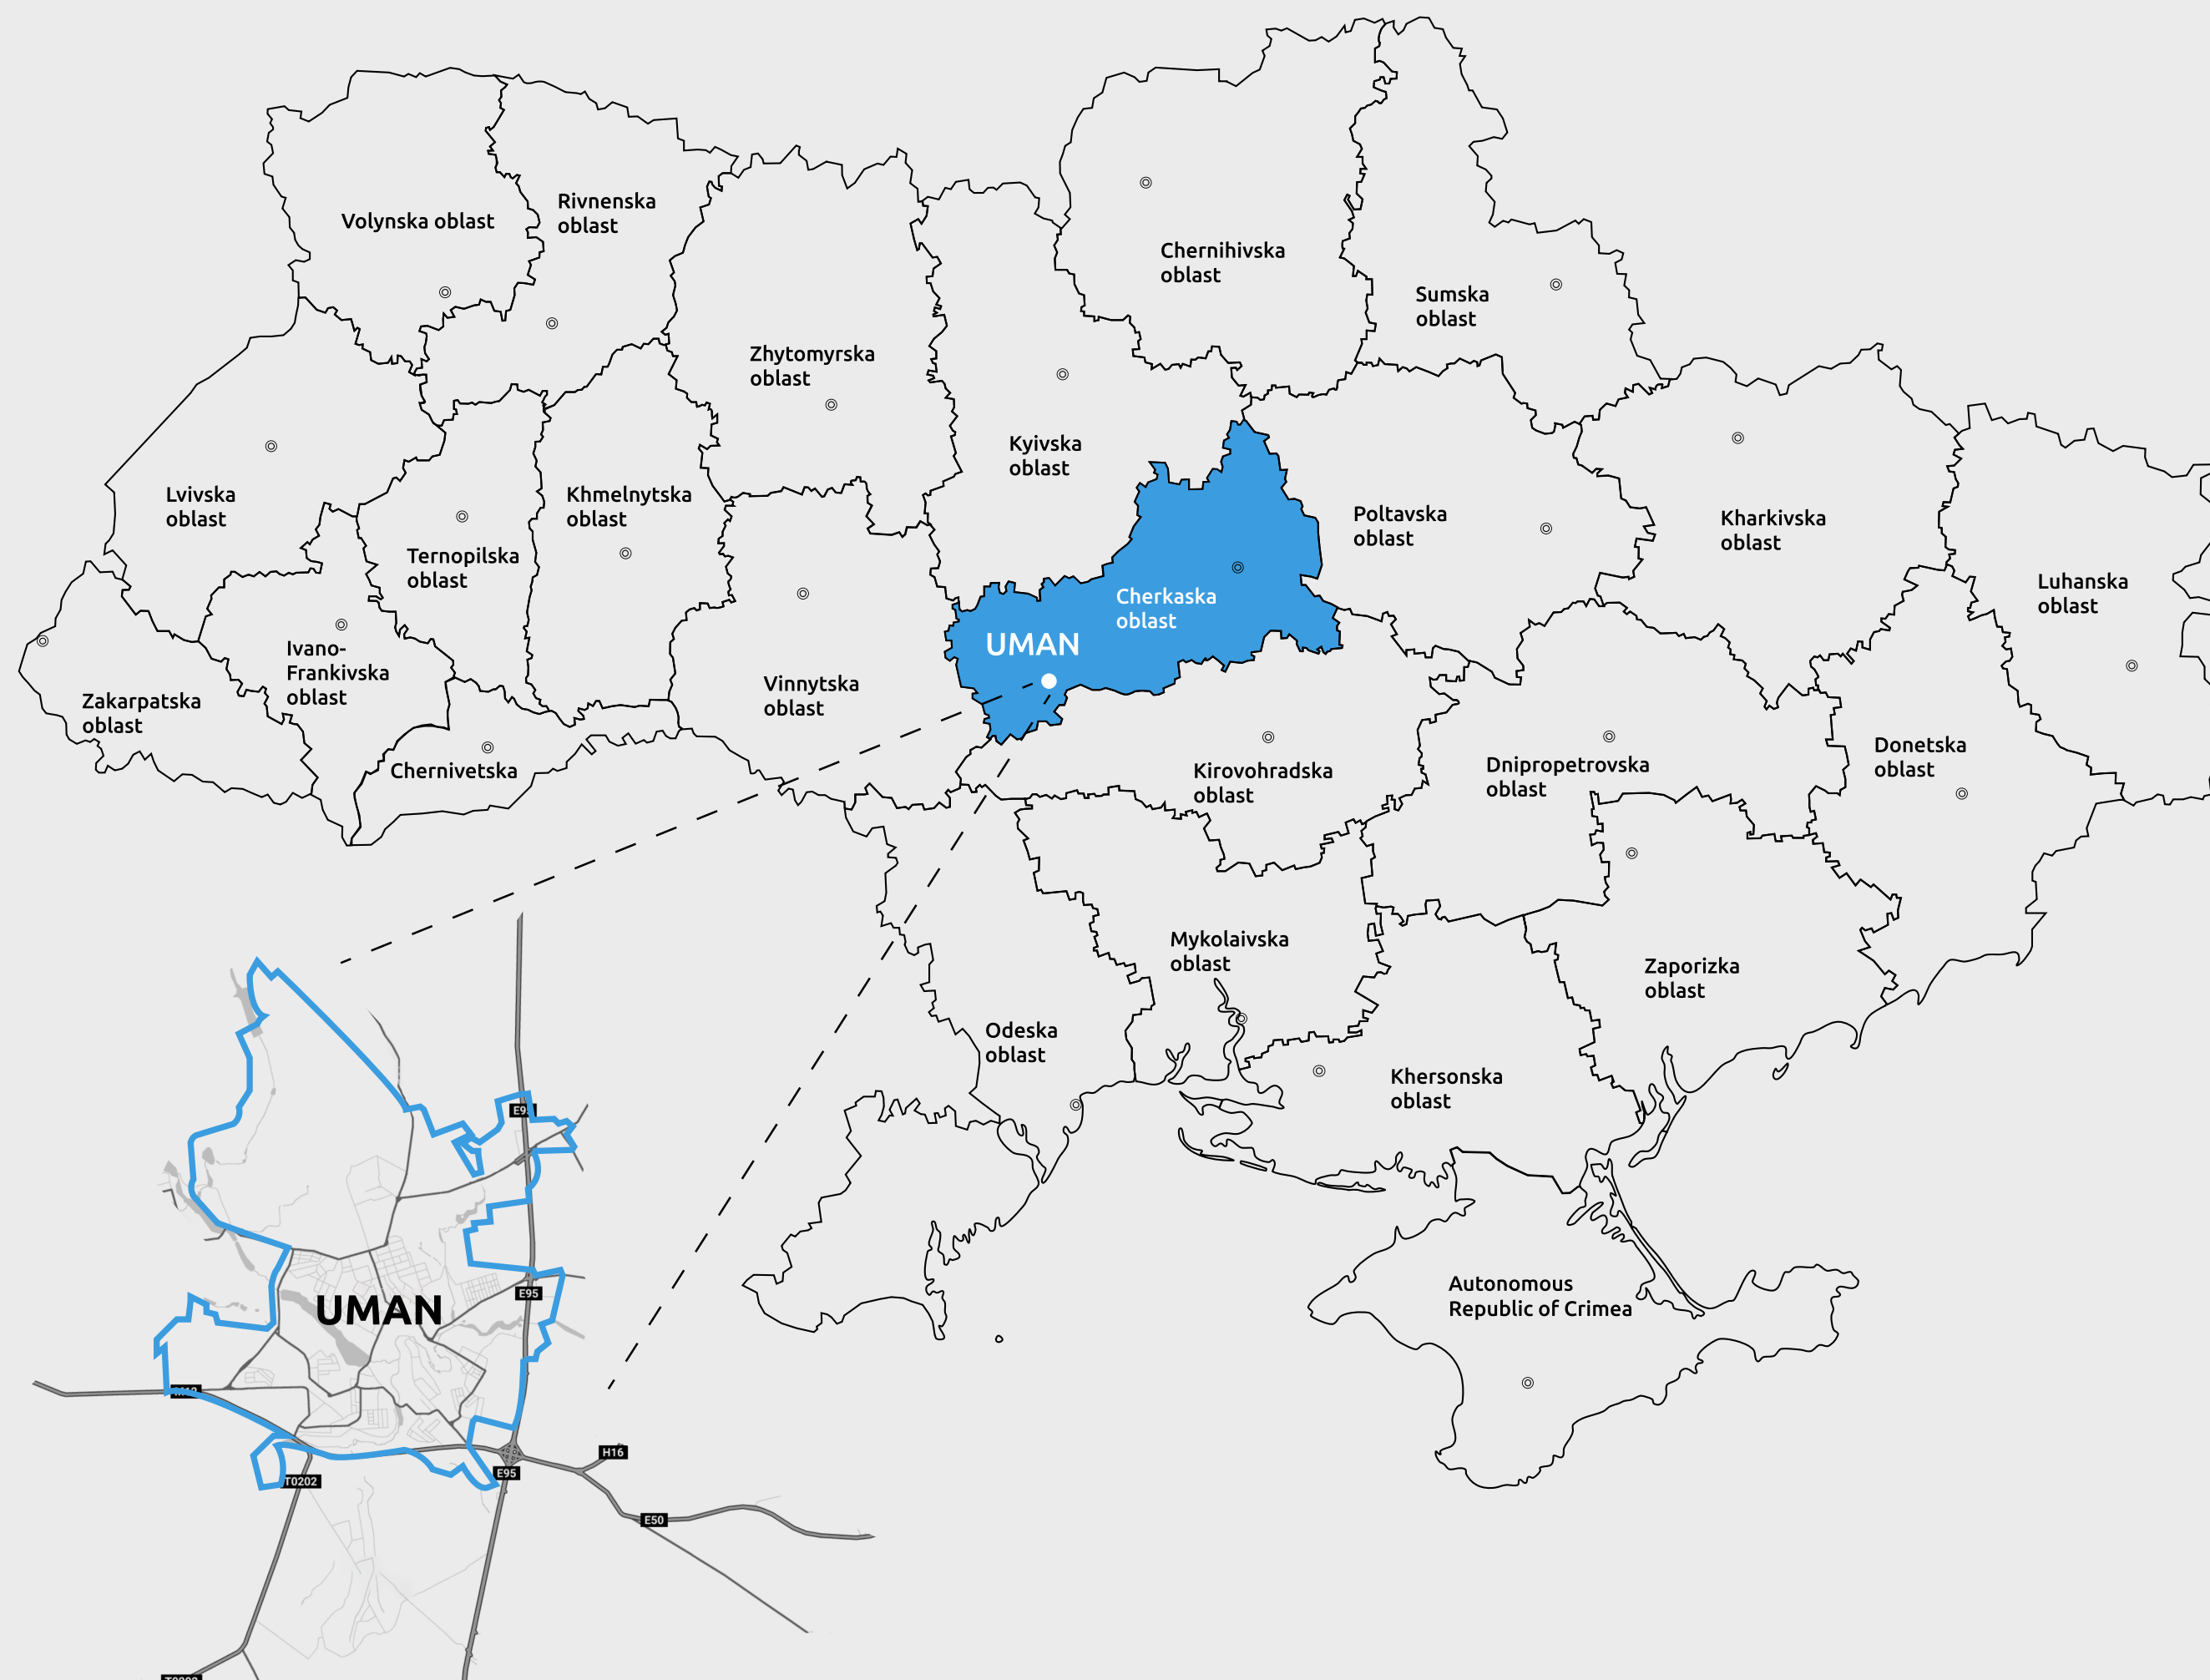 Volynska oblast
Rivnenska
oblast
Chernihivska
oblast
Sumska
oblast
Zhytomyrska
oblast
Kyivska
oblast
Lvivska
oblast
Khmelnytska
oblast
Ternopilska
oblast
Poltavska
oblast
Kharkivska
oblast
Luhanska
oblast
Cherkaska
oblast
UMAN
Ivano-
Frankivska
oblast
Zakarpatska
oblast
Vinnytska
oblast
Chernivetska
Kirovohradska
oblast
Dnipropetrovska
oblast
Donetska
oblast
Mykolaivska
oblast
Zaporizka
oblast
Odeska
oblast
Khersonska
oblast
Autonomous
Republic of Crimea
E95
UMAN
E95
H16
T0202
E50